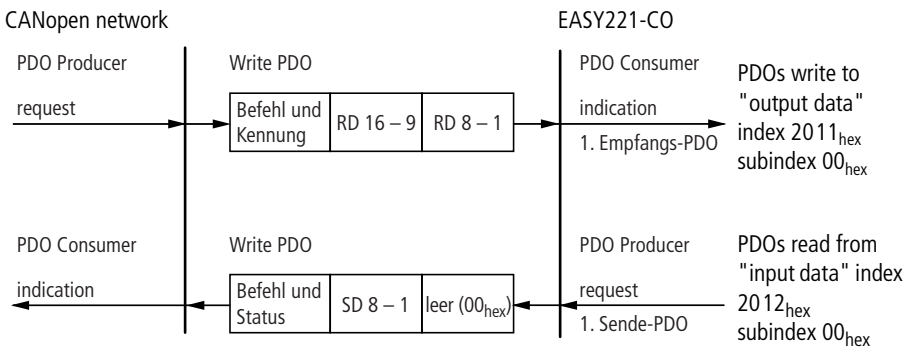 CANopen network
EASY221-CO
PDO Producer
Write PDO
PDO Consumer
request
Befehl und
Kennung
RD 16 – 9
RD 8 – 1
indication
1. Empfangs-PDO
PDOs write to
"output data"
index 2011hex
subindex 00hex
PDO Consumer
Write PDO
PDO Producer
indication
Befehl und
Status
SD 8 – 1
leer (00hex)
request
1. Sende-PDO
PDOs read from
"input data" index
2012hex
subindex 00hex